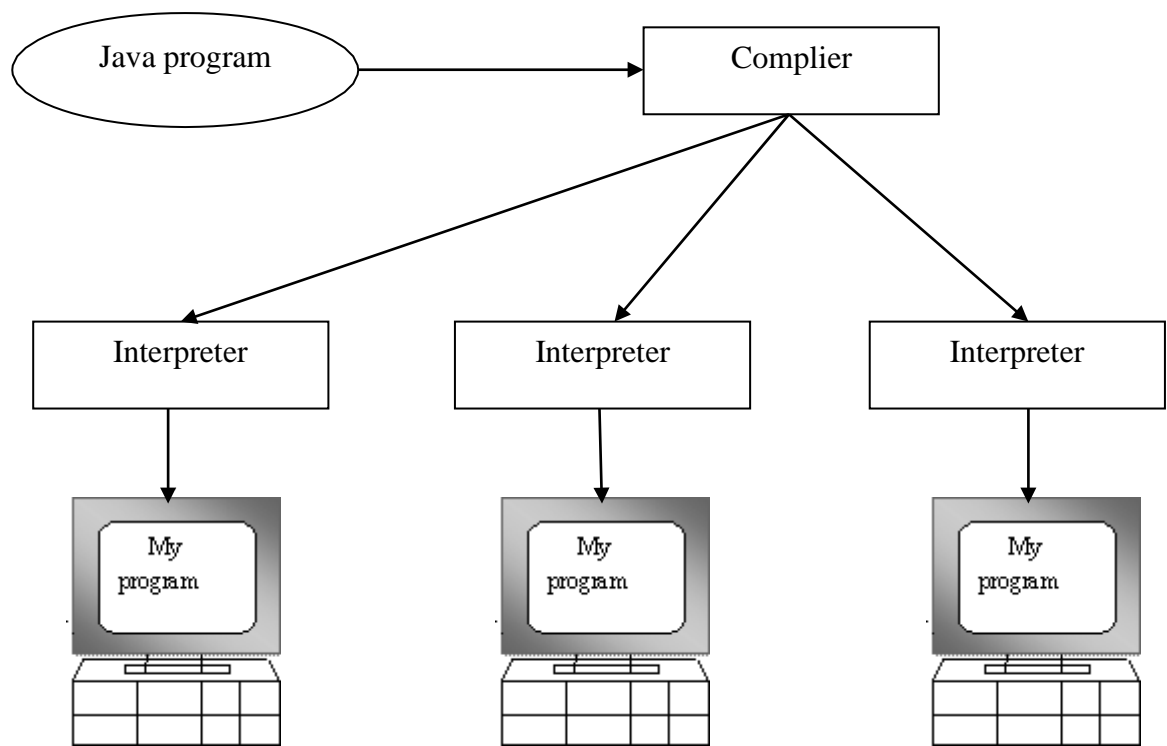 Java program
Complier
Interpreter
Interpreter
Interpreter
My
program
My
program
My
program